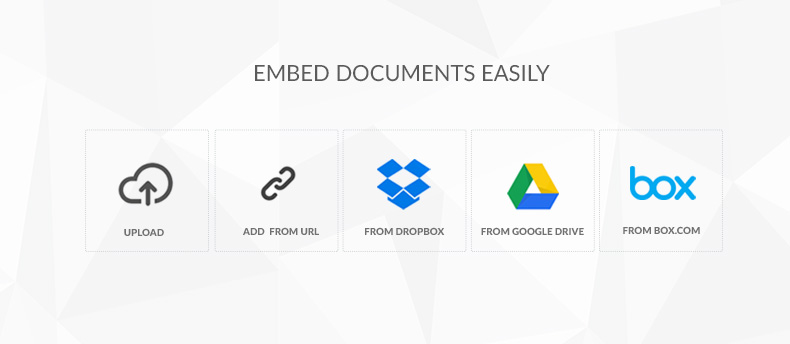 EMBED DOCUMENTS EASILY
box
UPLOAD
ADD FROM URL
FROM DROPBOX
FROM GOOGLE DRIVE
FROM BOX.COM